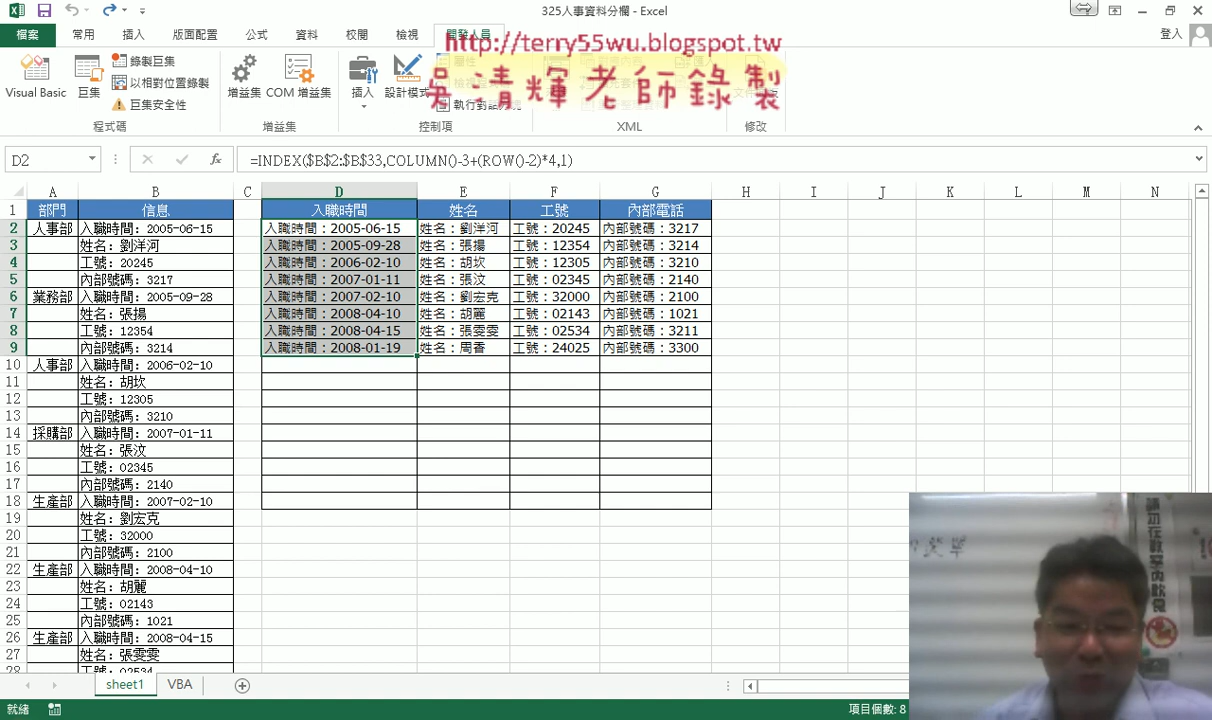 325人事資料分欄 - Excel
檔案 常用 插入 版面配置 公式 資料 校閱 檢視 開發人員 登入
http://terry55wu.blogspot.tw
吳清輝老師錄製
Visual Basic 巨集 錄製巨集 以相對位置錄製 巨集安全性
增益集 COM 增益集 插入 設計模式
程式碼 增益集 控制項 XML 修改
D2 fx =INDEX($B$2:$B$33,COLUMN()-3+(ROW()-2)*4,1)
A B C D E F G H I J K L M N
1 部門 信息 入職時間 姓名 工號 內部電話
2 人事部 入職時間：2005-06-15 入職時間：2005-06-15 姓名：劉洋河 工號：20245 內部號碼：3217
3 姓名：劉洋河 入職時間：2005-09-28 姓名：張揚 工號：12354 內部號碼：3214
4 工號：20245 入職時間：2006-02-10 姓名：胡坎 工號：12305 內部號碼：3210
5 內部號碼：3217 入職時間：2007-01-11 姓名：張汶 工號：02345 內部號碼：2140
6 業務部 入職時間：2005-09-28 入職時間：2007-02-10 姓名：劉宏克 工號：32000 內部號碼：2100
7 姓名：張揚 入職時間：2008-04-10 姓名：胡麗 工號：02143 內部號碼：1021
8 工號：12354 入職時間：2008-04-15 姓名：張雯雯 工號：02534 內部號碼：3211
9 內部號碼：3214 入職時間：2008-01-19 姓名：周香 工號：24025 內部號碼：3300
10 人事部 入職時間：2006-02-10
11 姓名：胡坎
12 工號：12305
13 內部號碼：3210
14 採購部 入職時間：2007-01-11
15 姓名：張汶
16 工號：02345
17 內部號碼：2140
18 生產部 入職時間：2007-02-10
19 姓名：劉宏克
20 工號：32000
21 內部號碼：2100
22 生產部 入職時間：2008-04-10
23 姓名：胡麗
24 工號：02143
25 內部號碼：1021
26 生產部 入職時間：2008-04-15
27 姓名：張雯雯
28 工號：02534
sheet1 VBA
就緒 項目個數: 8